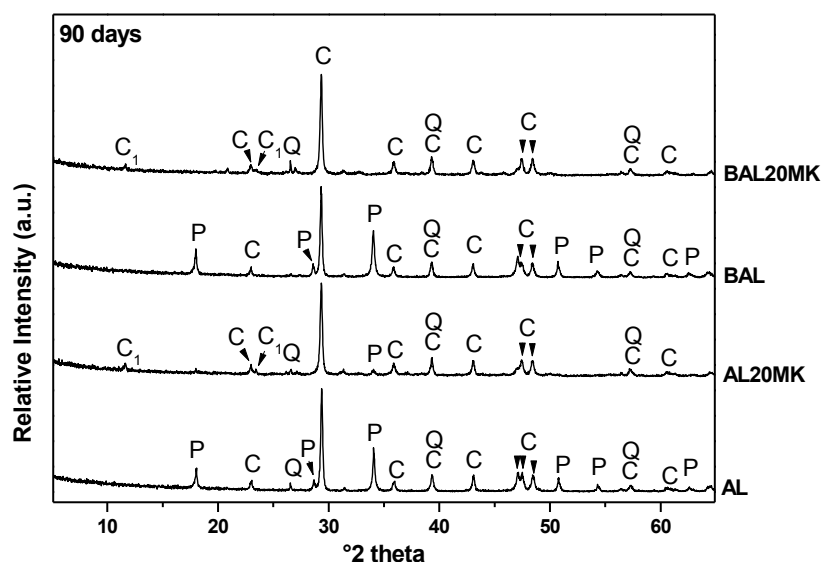 90 days
C
C₁ C C₁ Q C Q C C C Q C C
BAL20MK
P C P P C Q C C C P P Q C C P
BAL
C₁ C C₁ Q P C Q C C C Q C C
AL20MK
P C Q P P C Q C C C P P Q C C P
AL
10 20 30 40 50 60
°2 theta
Relative Intensity (a.u.)